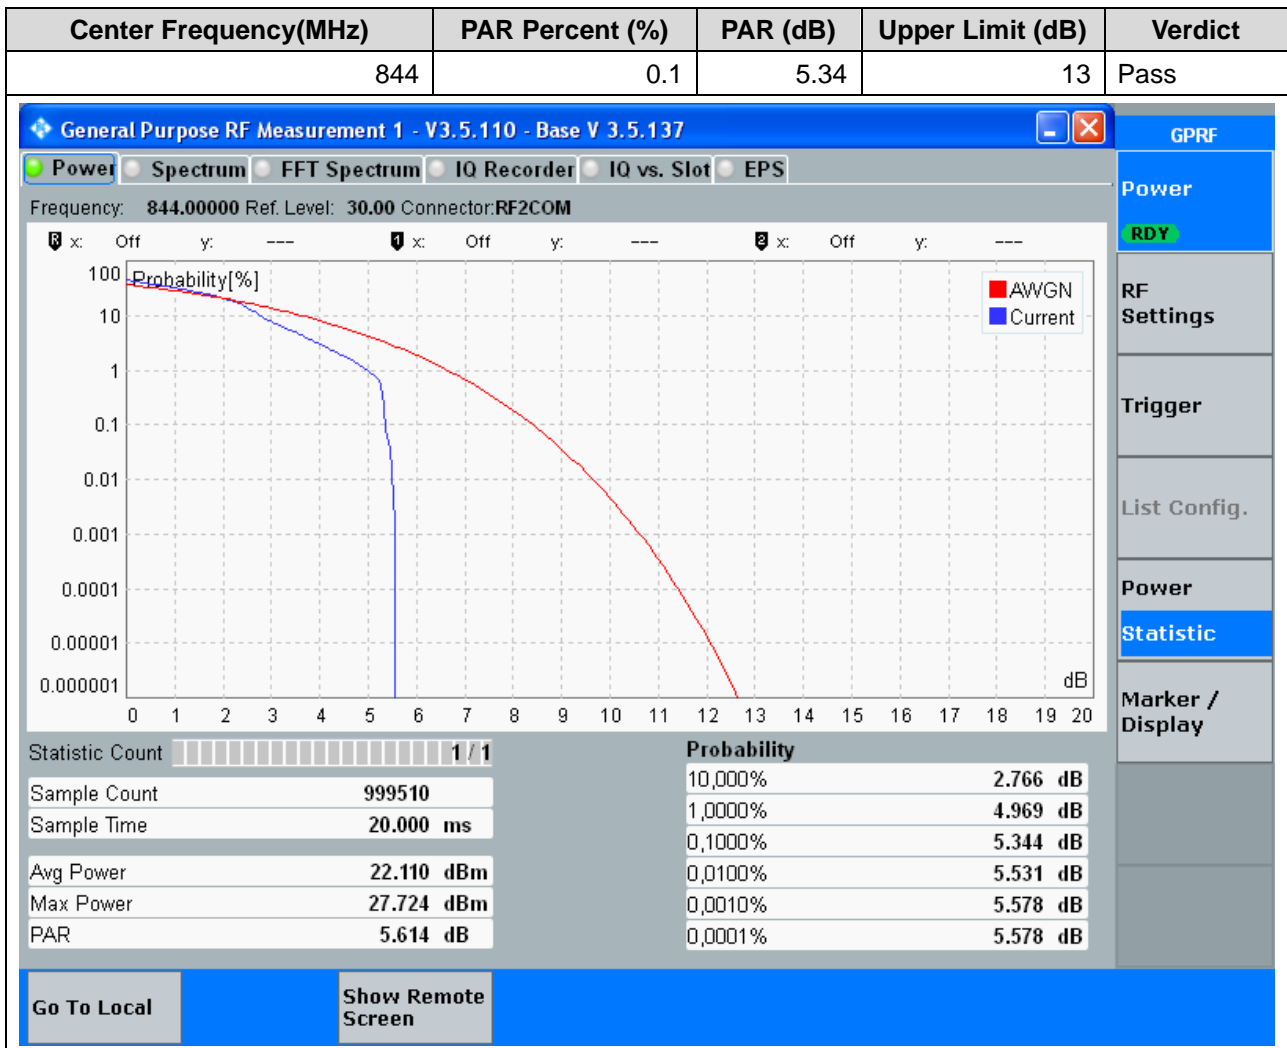 Center Frequency(MHz) PAR Percent (%) PAR (dB) Upper Limit (dB) Verdict
844 0.1 5.34 13 Pass
General Purpose RF Measurement 1 - V3.5.110 - Base V 3.5.137
GPRF
Power Spectrum FFT Spectrum IQ Recorder IQ vs. Slot EPS
Power
RDY
Frequency: 844.00000 Ref. Level: 30.00 Connector:RF2COM
R x: Off y: --- 1 x: Off y: --- 2 x: Off y: ---
Probability[%]
AWGN
Current
100
10
1
0.1
0.01
0.001
0.0001
0.00001
0.000001
dB
0 1 2 3 4 5 6 7 8 9 10 11 12 13 14 15 16 17 18 19 20
RF
Settings
Trigger
List Config.
Power
Statistic
Marker /
Display
Statistic Count 1 / 1
Sample Count 999510
Sample Time 20.000 ms
Avg Power 22.110 dBm
Max Power 27.724 dBm
PAR 5.614 dB
Probability
10,000% 2.766 dB
1,0000% 4.969 dB
0,1000% 5.344 dB
0,0100% 5.531 dB
0,0010% 5.578 dB
0,0001% 5.578 dB
Go To Local
Show Remote
Screen